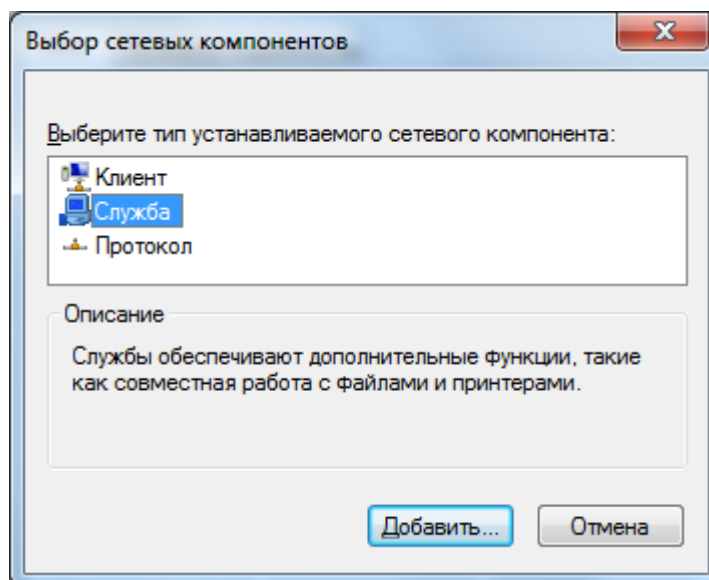 Выбор сетевых компонентов
Выберите тип устанавливаемого сетевого компонента:
Клиент
Служба
Протокол
Описание
Службы обеспечивают дополнительные функции, такие
как совместная работа с файлами и принтерами.
Добавить...
Отмена